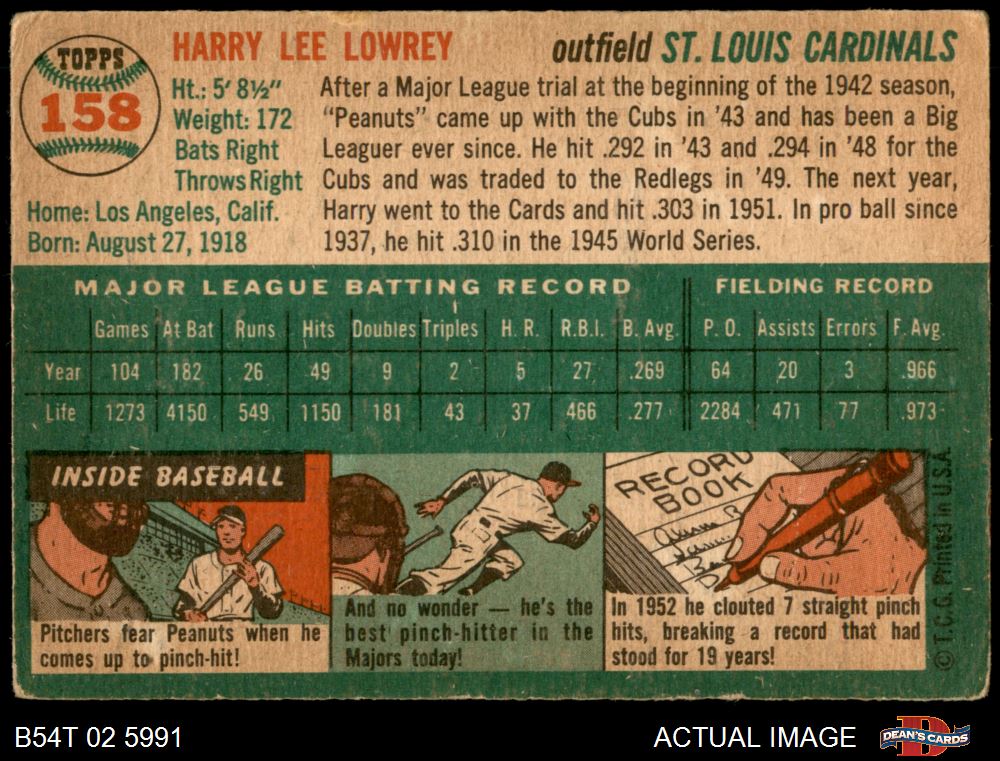 TOPPS
158
HARRY LEE LOWREY
outfield ST. LOUIS CARDINALS
Ht.: 5' 8½"
Weight: 172
Bats Right
Throws Right
Home: Los Angeles, Calif.
Born: August 27, 1918
After a Major League trial at the beginning of the 1942 season,
"Peanuts" came up with the Cubs in '43 and has been a Big
Leaguer ever since. He hit .292 in '43 and .294 in '48 for the
Cubs and was traded to the Redlegs in '49. The next year,
Harry went to the Cards and hit .303 in 1951. In pro ball since
1937, he hit .310 in the 1945 World Series.
MAJOR LEAGUE BATTING RECORD FIELDING RECORD
Games At Bat Runs Hits Doubles Triples H. R. R.B.I. B. Avg. P. O. Assists Errors F. Avg.
Year 104 182 26 49 9 2 5 27 .269 64 20 3 .966
Life 1273 4150 549 1150 181 43 37 466 .277 2284 471 77 .973
INSIDE BASEBALL
Pitchers fear Peanuts when he
comes up to pinch-hit!
And no wonder — he's the
best pinch-hitter in the
Majors today!
RECORD
BOOK
In 1952 he clouted 7 straight pinch
hits, breaking a record that had
stood for 19 years!
© T.C.G. Printed in U.S.A.
B54T 02 5991
ACTUAL IMAGE
DEAN'S CARDS